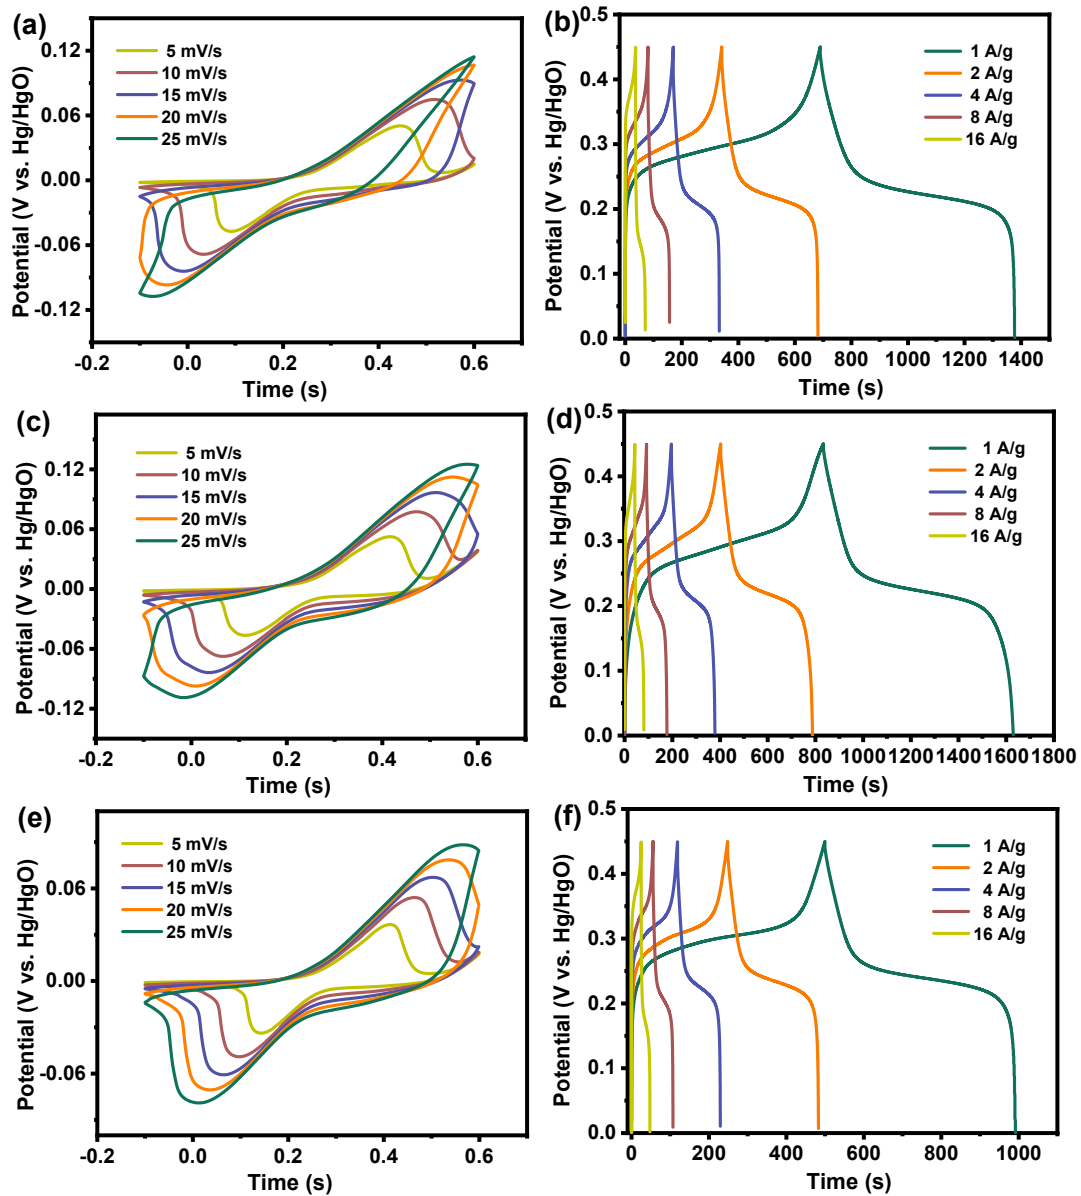 (a)
5 mV/s
10 mV/s
15 mV/s
20 mV/s
25 mV/s
0.12
0.06
0.00
-0.06
-0.12
-0.2 0.0 0.2 0.4 0.6
Potential (V vs. Hg/HgO)
Time (s)
(b)
1 A/g
2 A/g
4 A/g
8 A/g
16 A/g
0.5
0.4
0.3
0.2
0.1
0.0
0 200 400 600 800 1000 1200 1400
Potential (V vs. Hg/HgO)
Time (s)
(c)
5 mV/s
10 mV/s
15 mV/s
20 mV/s
25 mV/s
0.12
0.06
0.00
-0.06
-0.12
-0.2 0.0 0.2 0.4 0.6
Potential (V vs. Hg/HgO)
Time (s)
(d)
1 A/g
2 A/g
4 A/g
8 A/g
16 A/g
0.5
0.4
0.3
0.2
0.1
0.0
0 200 400 600 800 1000 1200 1400 1600 1800
Potential (V vs. Hg/HgO)
Time (s)
(e)
5 mV/s
10 mV/s
15 mV/s
20 mV/s
25 mV/s
0.06
0.00
-0.06
-0.2 0.0 0.2 0.4 0.6
Potential (V vs. Hg/HgO)
Time (s)
(f)
1 A/g
2 A/g
4 A/g
8 A/g
16 A/g
0.5
0.4
0.3
0.2
0.1
0.0
0 200 400 600 800 1000
Potential (V vs. Hg/HgO)
Time (s)